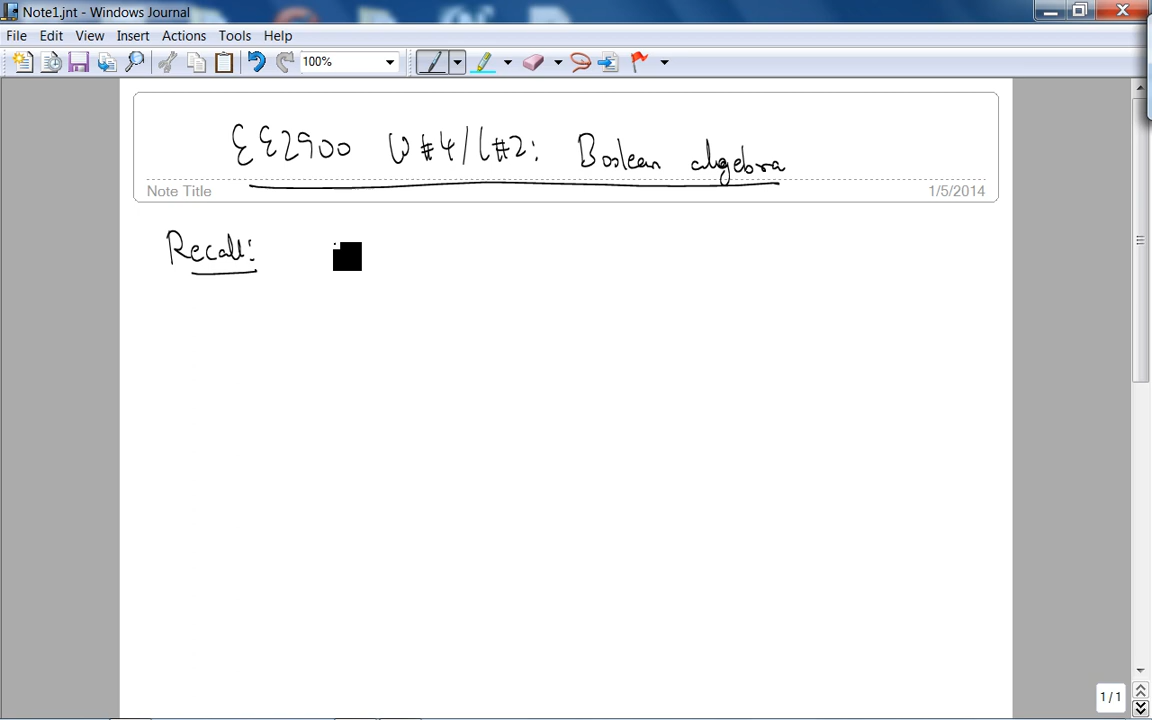 Note1.jnt - Windows Journal
File Edit View Insert Actions Tools Help
100%
EE2900 W#4/L#2: Boolean algebra
Note Title 1/5/2014
Recall:
1 / 1